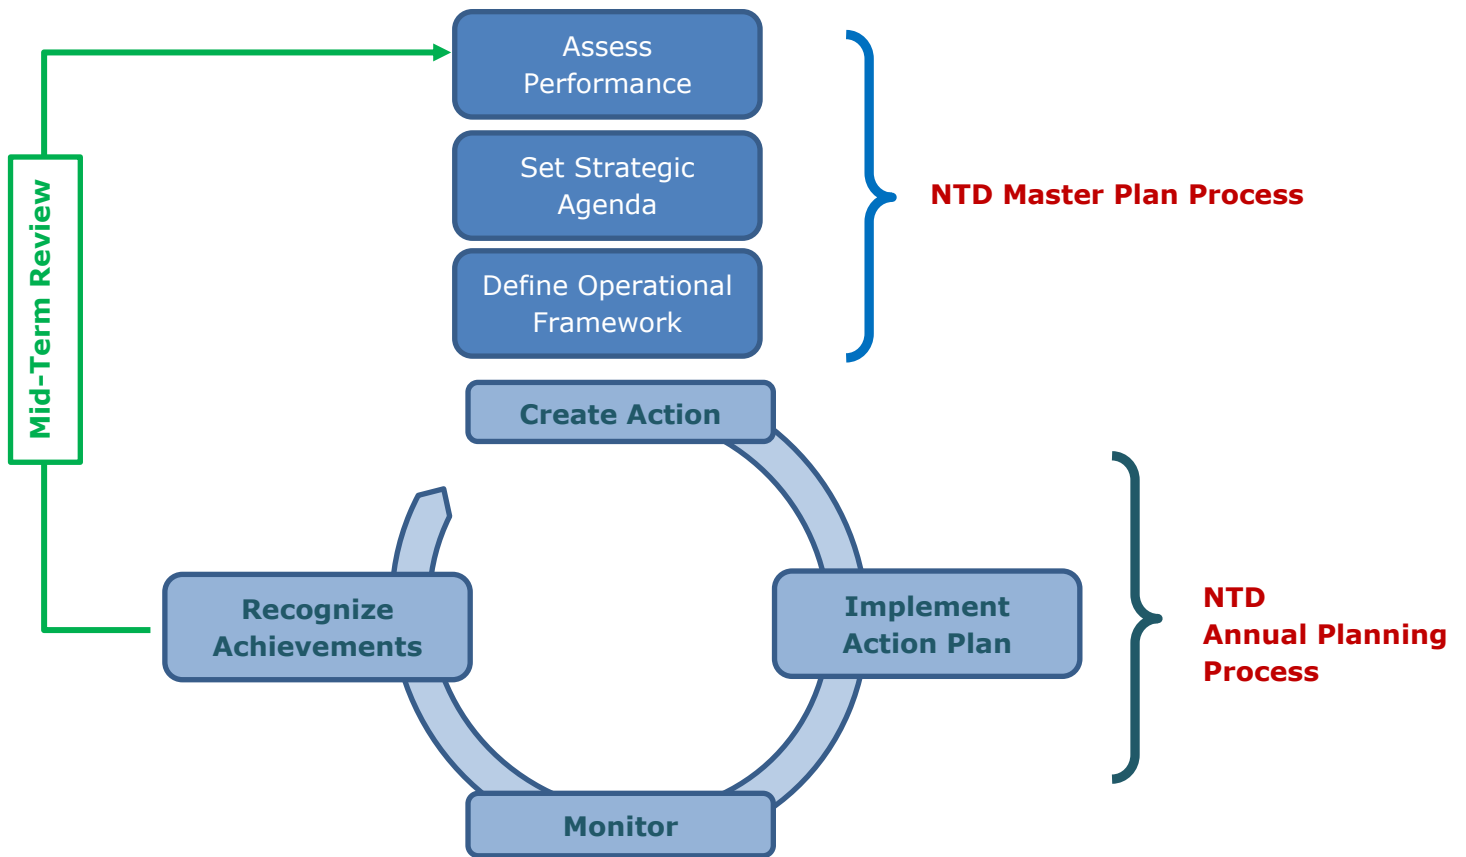 Assess
Performance
Set Strategic
Agenda
NTD Master Plan Process
Define Operational
Framework
Mid-Term Review
Create Action
Recognize
Achievements
Implement
Action Plan
NTD
Annual Planning
Process
Monitor